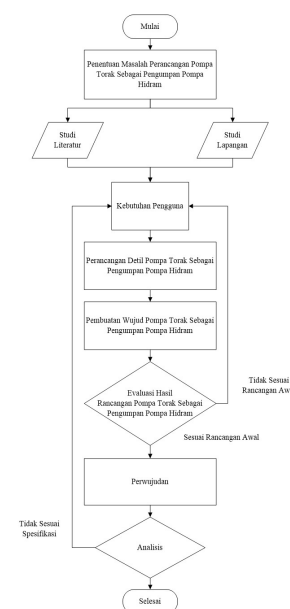 Mulai
Penentuan Masalah Perancangan Pompa
Torak Sebagai Pengumpan Pompa
Hidram
Studi
Literatur
Studi
Lapangan
Kebutuhan Pengguna
Perancangan Detil Pompa Torak Sebagai
Pengumpan Pompa Hidram
Pembuatan Wujud Pompa Torak Sebagai
Pengumpan Pompa Hidram
Evaluasi Hasil
Rancangan Pompa Torak Sebagai
Pengumpan Pompa Hidram
Tidak Sesuai
Rancangan Aw
Sesuai Rancangan Awal
Perwujudan
Tidak Sesuai
Spesifikasi
Analisis
Selesai